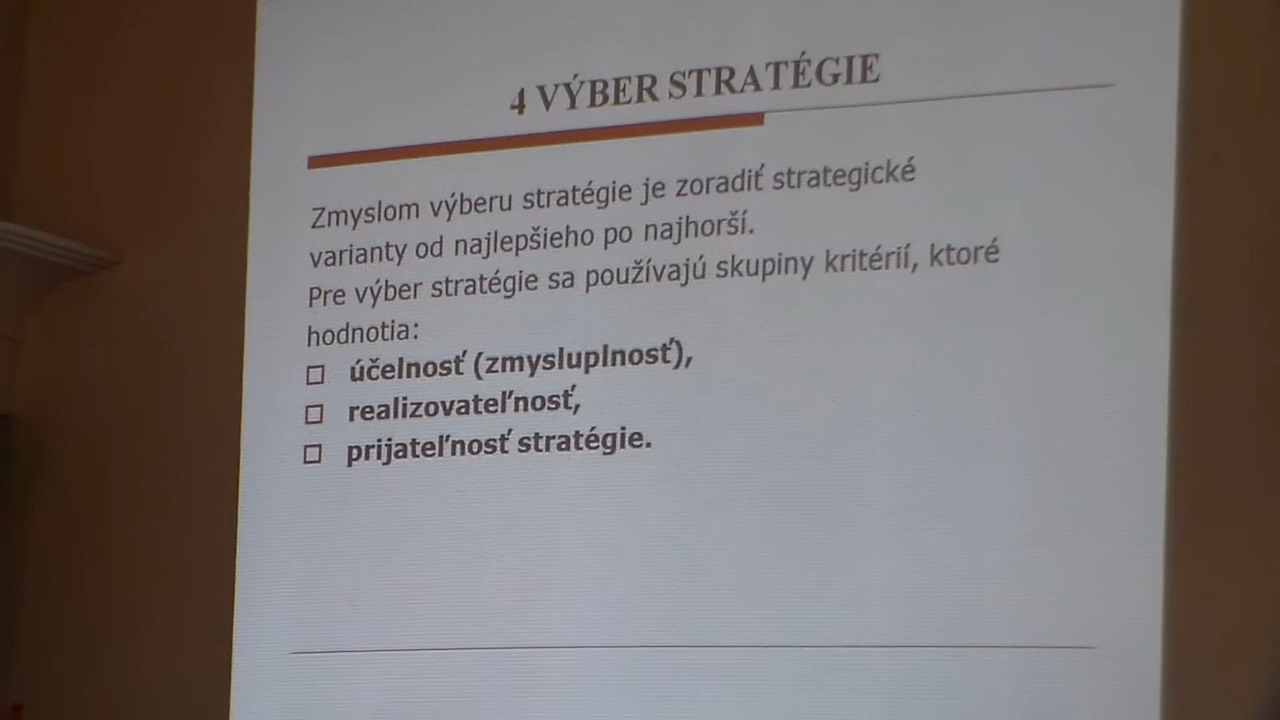 4 VÝBER STRATÉGIE
Zmyslom výberu stratégie je zoradiť strategické
varianty od najlepšieho po najhorší.
Pre výber stratégie sa používajú skupiny kritérií, ktoré
hodnotia:
účelnosť (zmysluplnosť),
realizovateľnosť,
prijateľnosť stratégie.